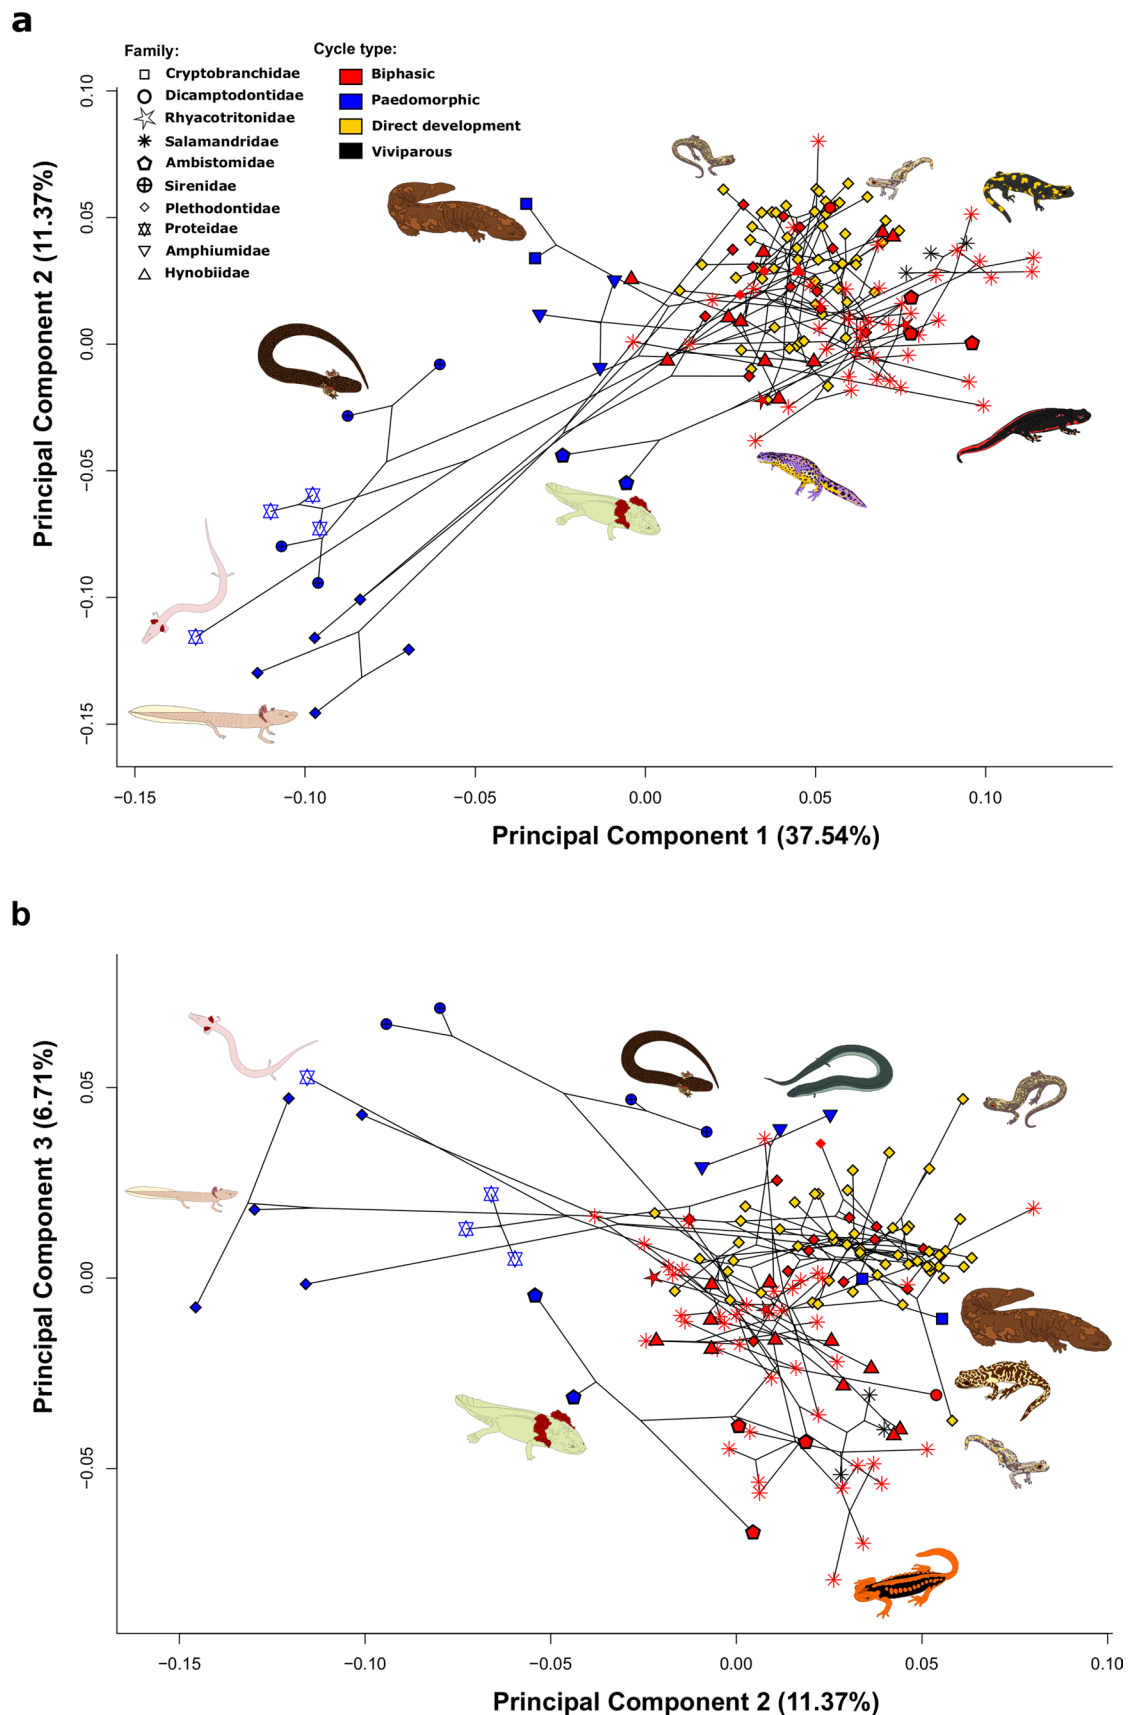 a
Family:
Cryptobranchidae
Dicamptodontidae
Rhyacotritonidae
Salamandridae
Ambistomidae
Sirenidae
Plethodontidae
Proteidae
Amphiumidae
Hynobiidae
Cycle type:
Biphasic
Paedomorphic
Direct development
Viviparous
Principal Component 2 (11.37%)
0.10
0.05
0.00
−0.05
−0.10
−0.15
−0.15
−0.10
−0.05
0.00
0.05
0.10
Principal Component 1 (37.54%)
b
Principal Component 3 (6.71%)
0.05
0.00
−0.05
−0.15
−0.10
−0.05
0.00
0.05
0.10
Principal Component 2 (11.37%)